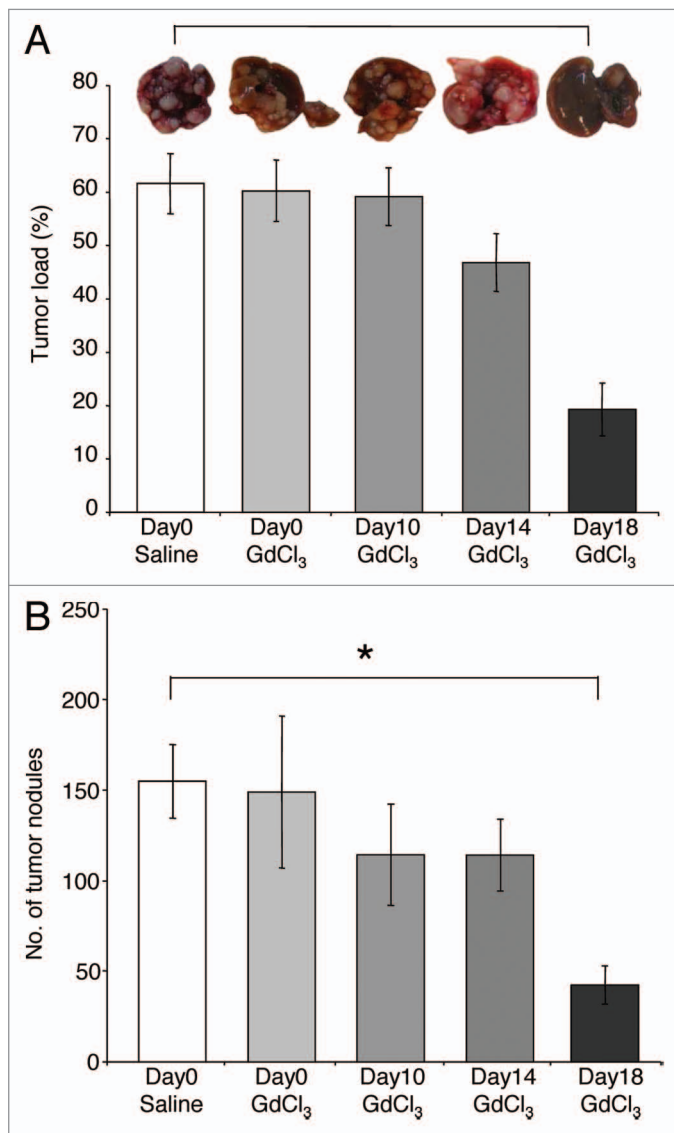 A
Tumor load (%)
80
70
60
50
40
30
20
10
0
Day0 Day0 Day10 Day14 Day18
Saline GdCl₃ GdCl₃ GdCl₃ GdCl₃
B
No. of tumor nodules
250
200
150
100
50
0
*
Day0 Day0 Day10 Day14 Day18
Saline GdCl₃ GdCl₃ GdCl₃ GdCl₃